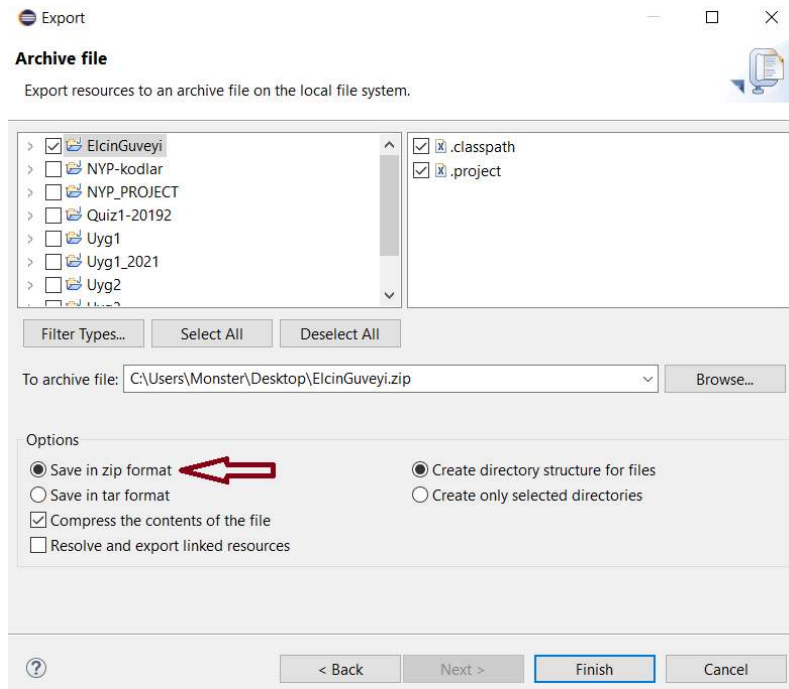 Export
Archive file
Export resources to an archive file on the local file system.
ElcinGuveyi
NYP-kodlar
NYP_PROJECT
Quiz1-20192
Uyg1
Uyg1_2021
Uyg2
.classpath
.project
Filter Types... Select All Deselect All
To archive file: C:\Users\Monster\Desktop\ElcinGuveyi.zip Browse...
Options
Save in zip format Create directory structure for files
Save in tar format Create only selected directories
Compress the contents of the file
Resolve and export linked resources
? < Back Next > Finish Cancel